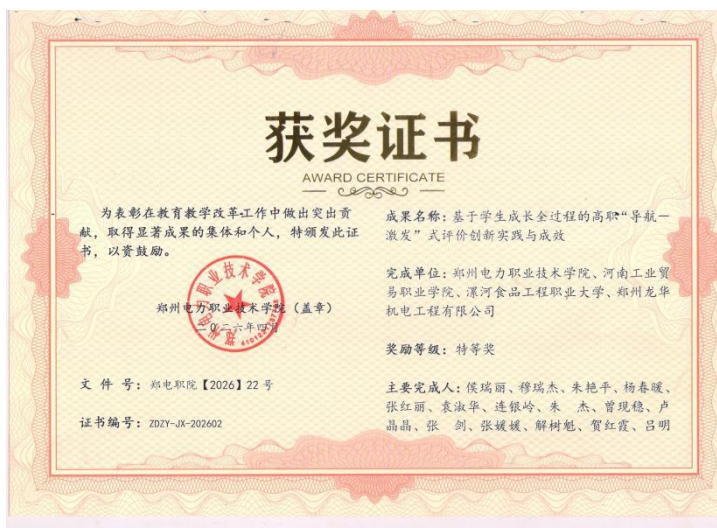 获奖证书
AWARD CERTIFICATE
为表彰在教育教学改革工作中做出突出贡
献，取得显著成果的集体和个人，特颁发此证
书，以资鼓励。
郑州电力职业技术学院（盖章）
二〇二六年四月
文 件 号：郑电职院【2026】22 号
证书编号：ZDZY-JX-202602
成果名称：基于学生成长全过程的高职“导航—
激发”式评价创新实践与成效
完成单位：郑州电力职业技术学院、河南工业贸
易职业学院、漯河食品工程职业大学、郑州龙华
机电工程有限公司
奖励等级：特等奖
主要完成人：侯瑞丽、穆瑞杰、朱艳平、杨春暖、
张红丽、袁淑华、连银岭、朱 杰、曾现稳、卢
晶晶、张 剑、张媛媛、解树魁、贺红霞、吕明
郑州电力职业技术学院